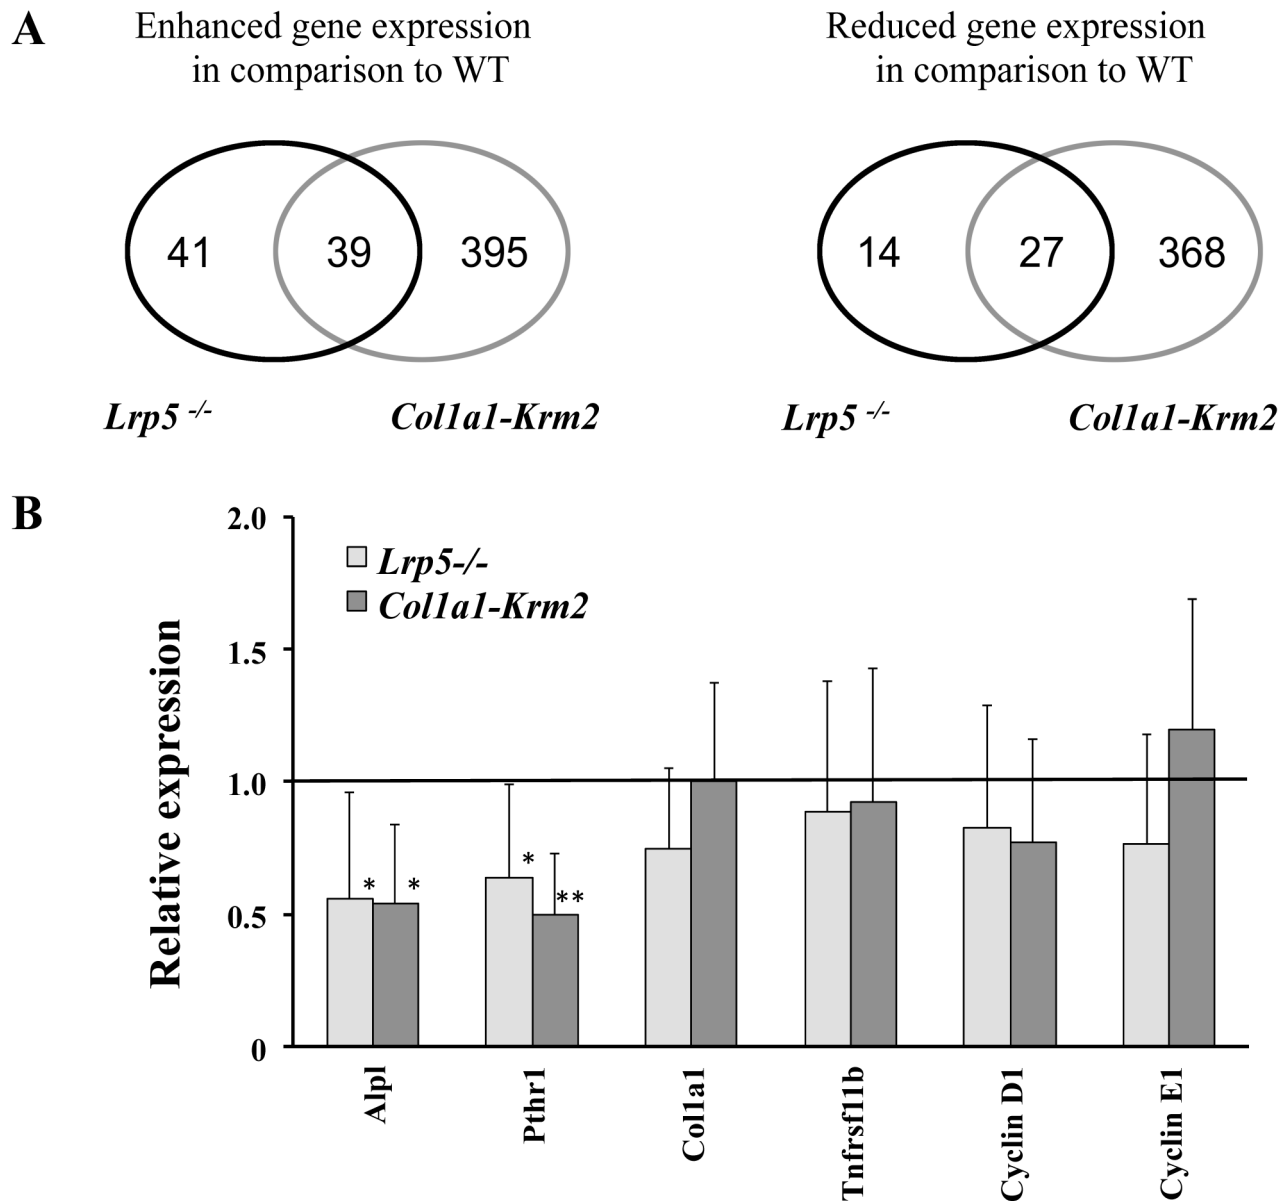 A
Enhanced gene expression
in comparison to WT
Reduced gene expression
in comparison to WT
41
39
395
14
27
368
Lrp5 -/-
Col1a1-Krm2
Lrp5 -/-
Col1a1-Krm2
B
2.0
1.5
1.0
0.5
0
Relative expression
Lrp5-/-
Col1a1-Krm2
*
*
*
**
Alpl
Pthr1
Col1a1
Tnfrsf11b
Cyclin D1
Cyclin E1